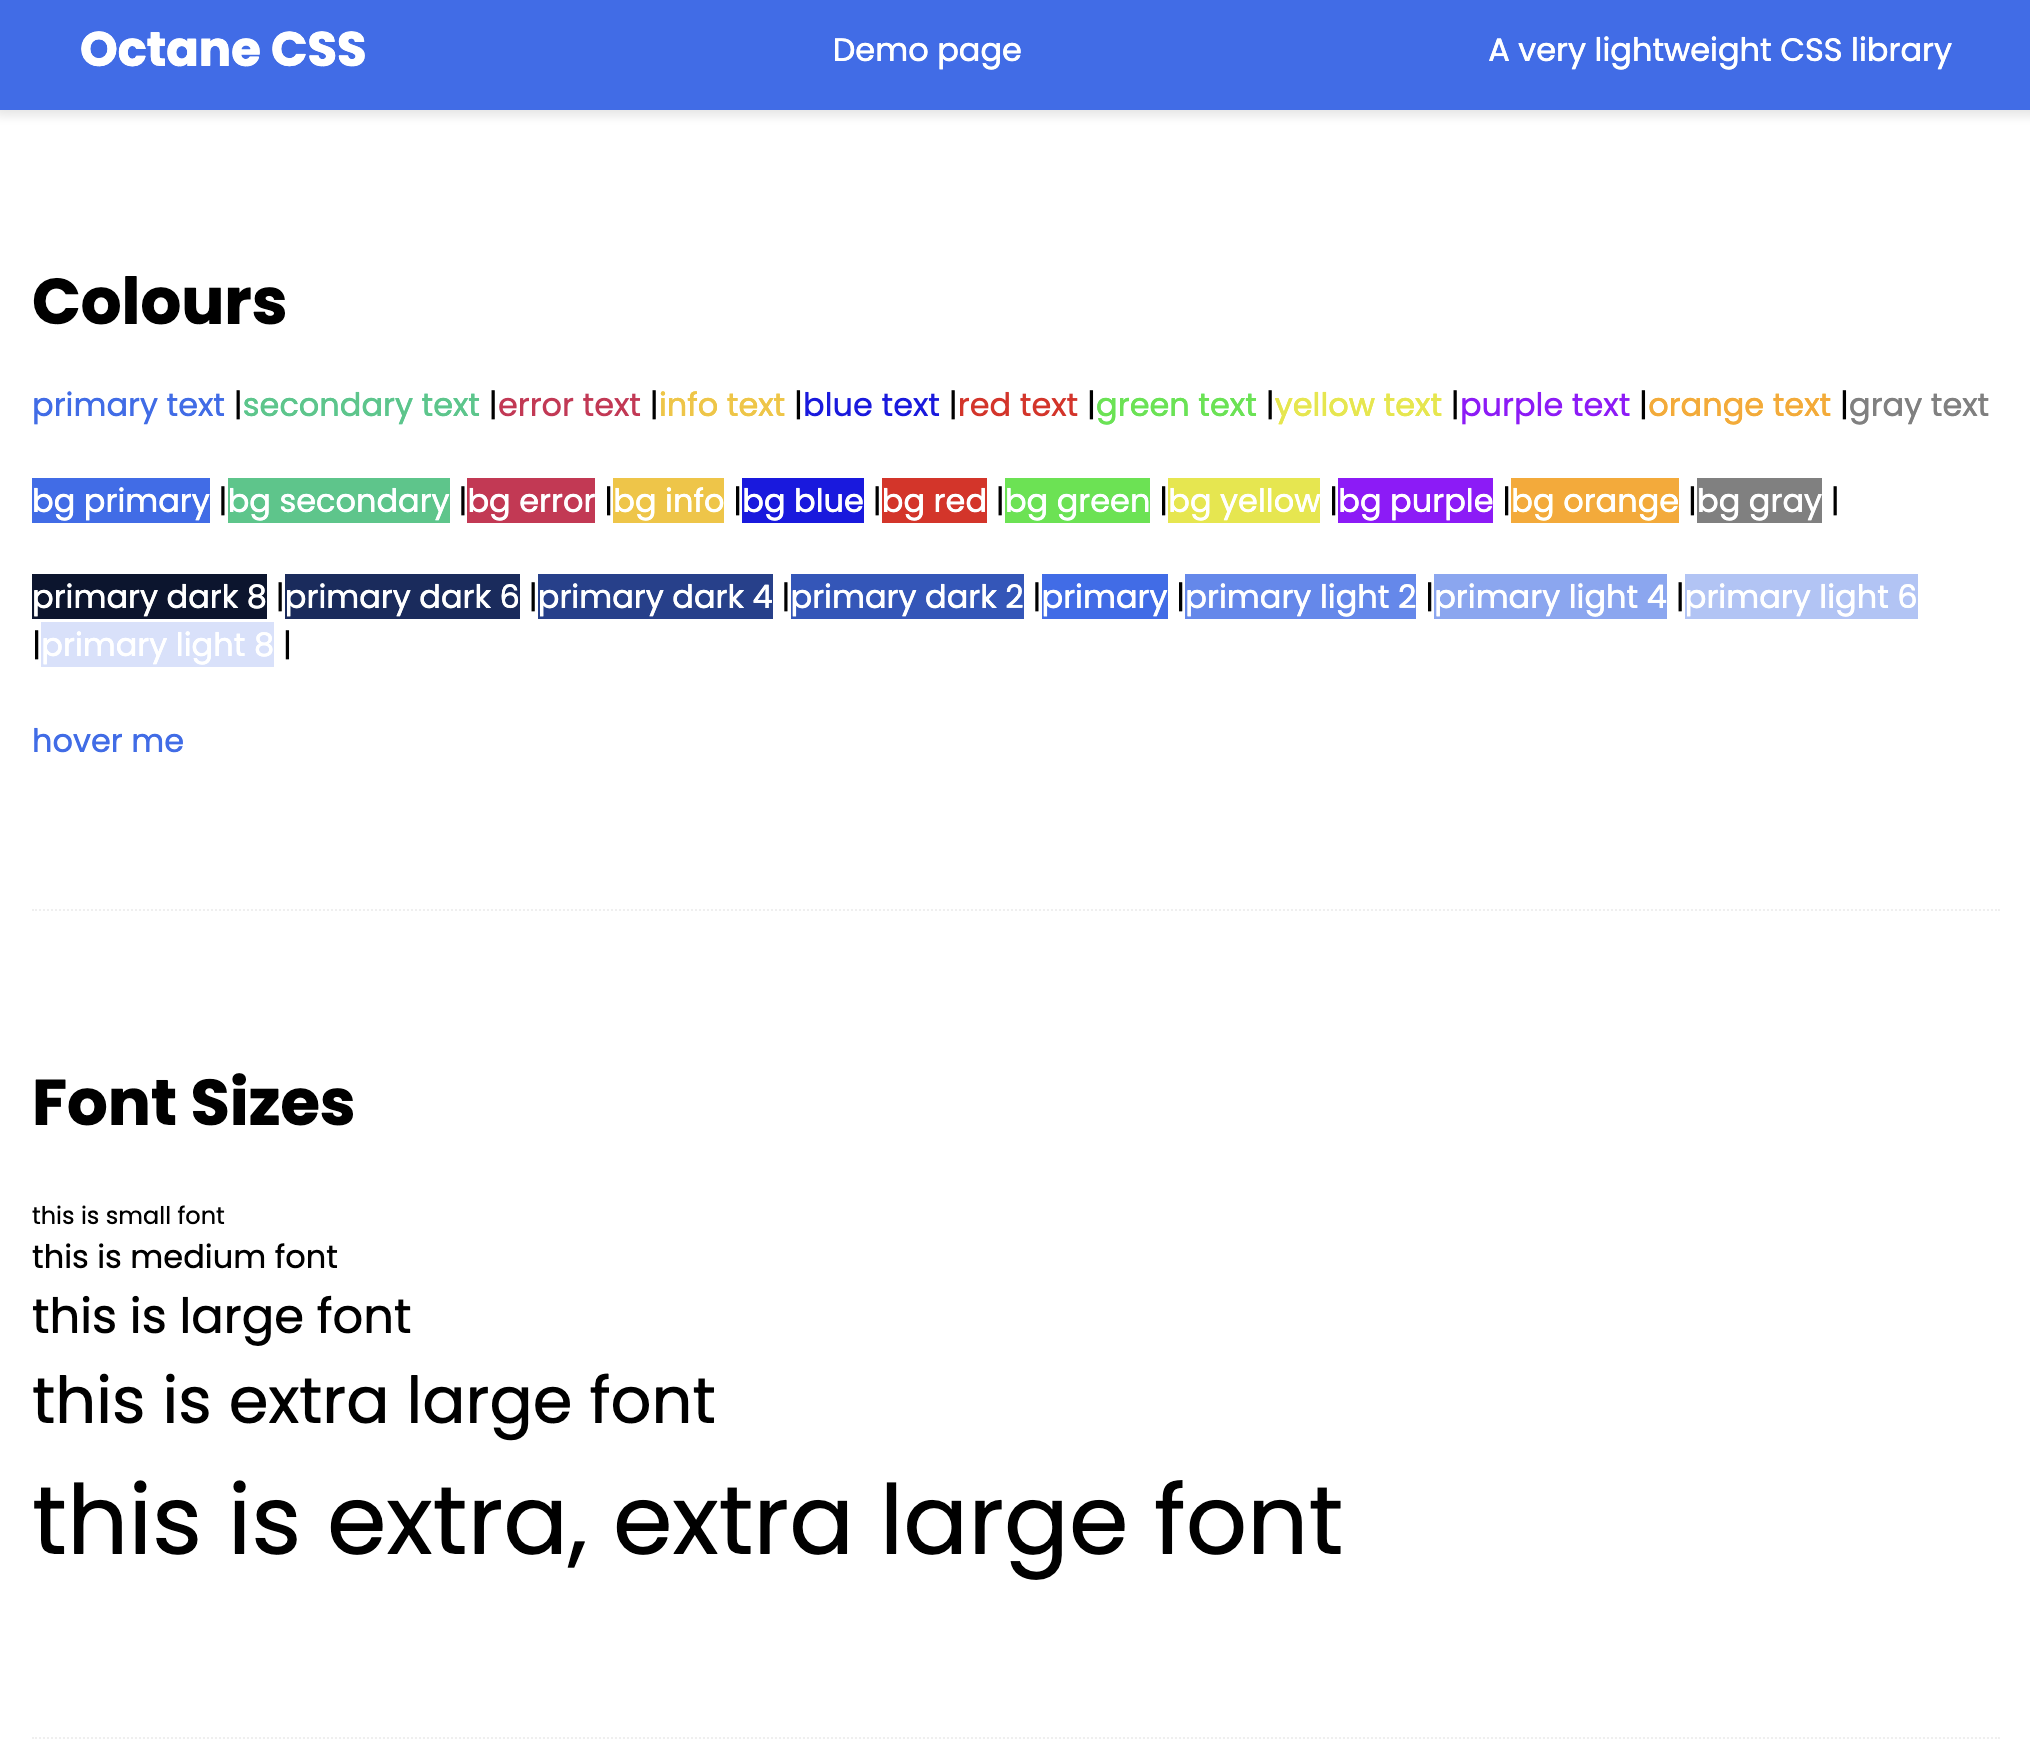 Octane CSS Demo page A very lightweight CSS library
Colours
primary text |secondary text |error text |info text |blue text |red text |green text |yellow text |purple text |orange text |gray text
bg primary |bg secondary |bg error |bg info |bg blue |bg red |bg green |bg yellow |bg purple |bg orange |bg gray |
primary dark 8 |primary dark 6 |primary dark 4 |primary dark 2 |primary |primary light 2 |primary light 4 |primary light 6
|primary light 8 |
hover me
Font Sizes
this is small font
this is medium font
this is large font
this is extra large font
this is extra, extra large font